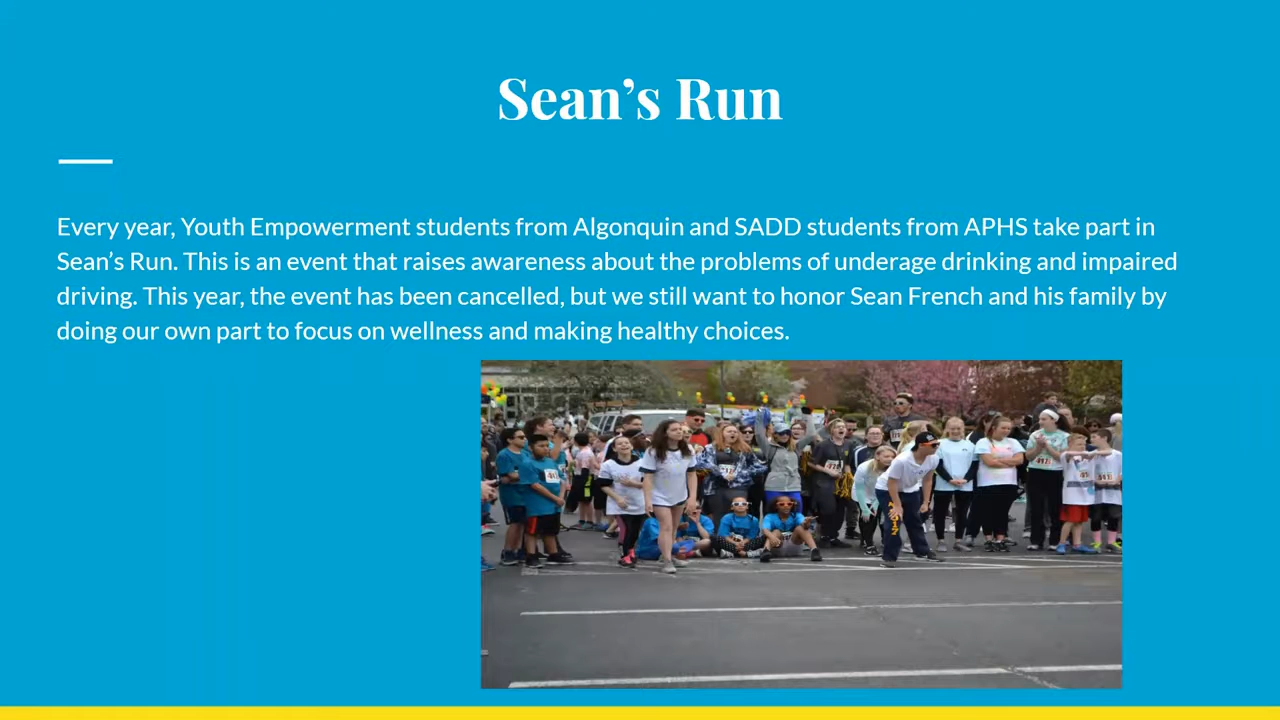 Sean’s Run
Every year, Youth Empowerment students from Algonquin and SADD students from APHS take part in
Sean’s Run. This is an event that raises awareness about the problems of underage drinking and impaired
driving. This year, the event has been cancelled, but we still want to honor Sean French and his family by
doing our own part to focus on wellness and making healthy choices.